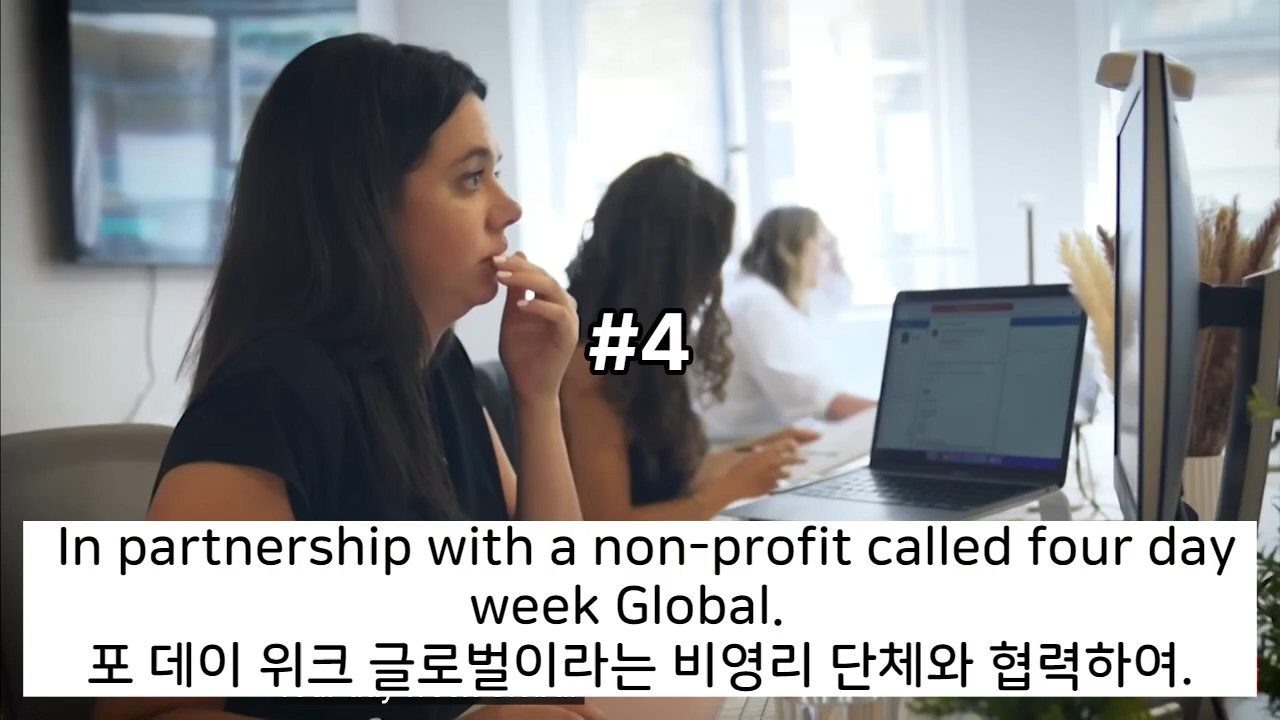 #4
In partnership with a non-profit called four day
week Global.
포 데이 위크 글로벌이라는 비영리 단체와 협력하여.